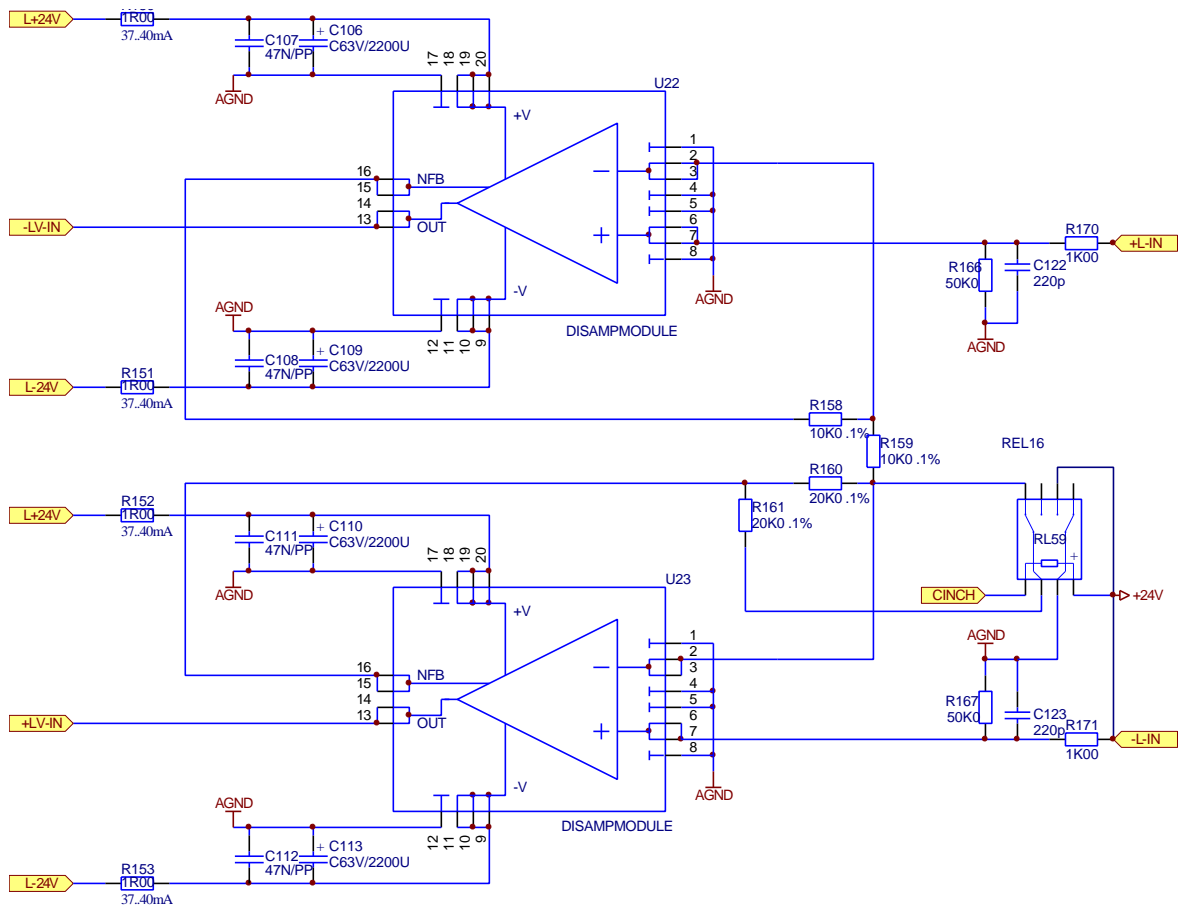 L+24V
1R00
37..40mA
C107
47N/PP
+ C106
C63V/2200U
AGND
17
18
19
20
U22
+V
1
2
3
4
5
6
7
8
16
15
14
13
NFB
OUT
-LV-IN
−
+
-V
AGND
R170
1K00
+L-IN
R166
50K0
C122
220p
AGND
AGND
C108
47N/PP
+ C109
C63V/2200U
12
11
10
9
DISAMPMODULE
L-24V
R151
1R00
37..40mA
R158
10K0 .1%
R159
10K0 .1%
REL16
R160
20K0 .1%
R161
20K0 .1%
L+24V
R152
1R00
37..40mA
C111
47N/PP
+ C110
C63V/2200U
AGND
17
18
19
20
RL59
+
CINCH
+24V
U23
+V
1
2
3
4
5
6
7
8
16
15
14
13
NFB
OUT
+LV-IN
−
+
-V
AGND
AGND
R167
50K0
C123
220p
R171
1K00
-L-IN
AGND
C112
47N/PP
+ C113
C63V/2200U
12
11
10
9
DISAMPMODULE
L-24V
R153
1R00
37..40mA